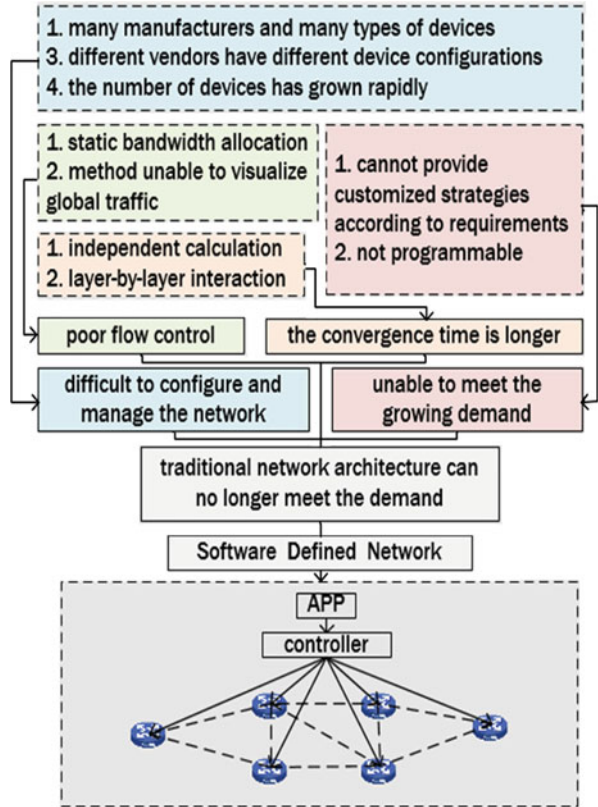 1. many manufacturers and many types of devices
3. different vendors have different device configurations
4. the number of devices has grown rapidly
1. static bandwidth allocation
2. method unable to visualize
global traffic
1. cannot provide
customized strategies
according to requirements
2. not programmable
1. independent calculation
2. layer-by-layer interaction
poor flow control
the convergence time is longer
difficult to configure and
manage the network
unable to meet the
growing demand
traditional network architecture can
no longer meet the demand
Software Defined Network
APP
controller